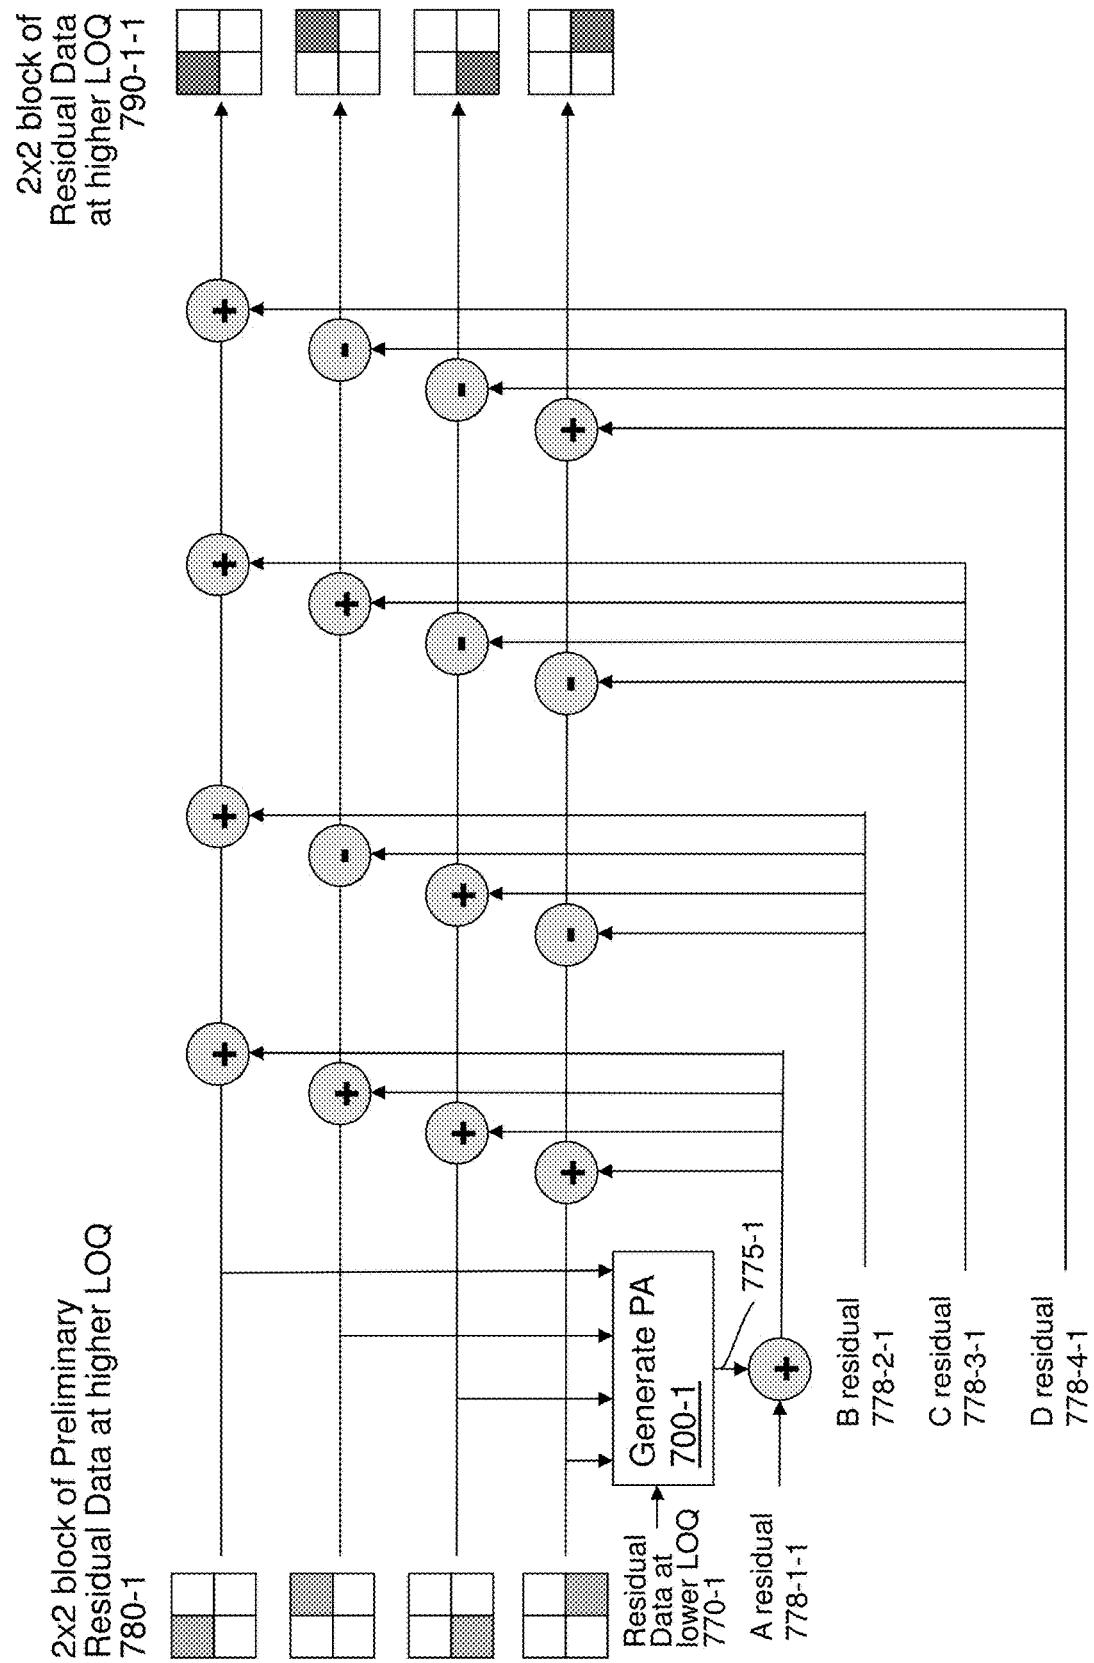 2x2 block of Preliminary
Residual Data at higher LOQ
780-1
2x2 block of
Residual Data
at higher LOQ
790-1-1
+
+
+
+
+
-
+
-
+
+
-
-
+
-
-
+
Generate PA
700-1
775-1
+
Residual
Data at
lower LOQ
770-1
A residual
778-1-1
B residual
778-2-1
C residual
778-3-1
D residual
778-4-1